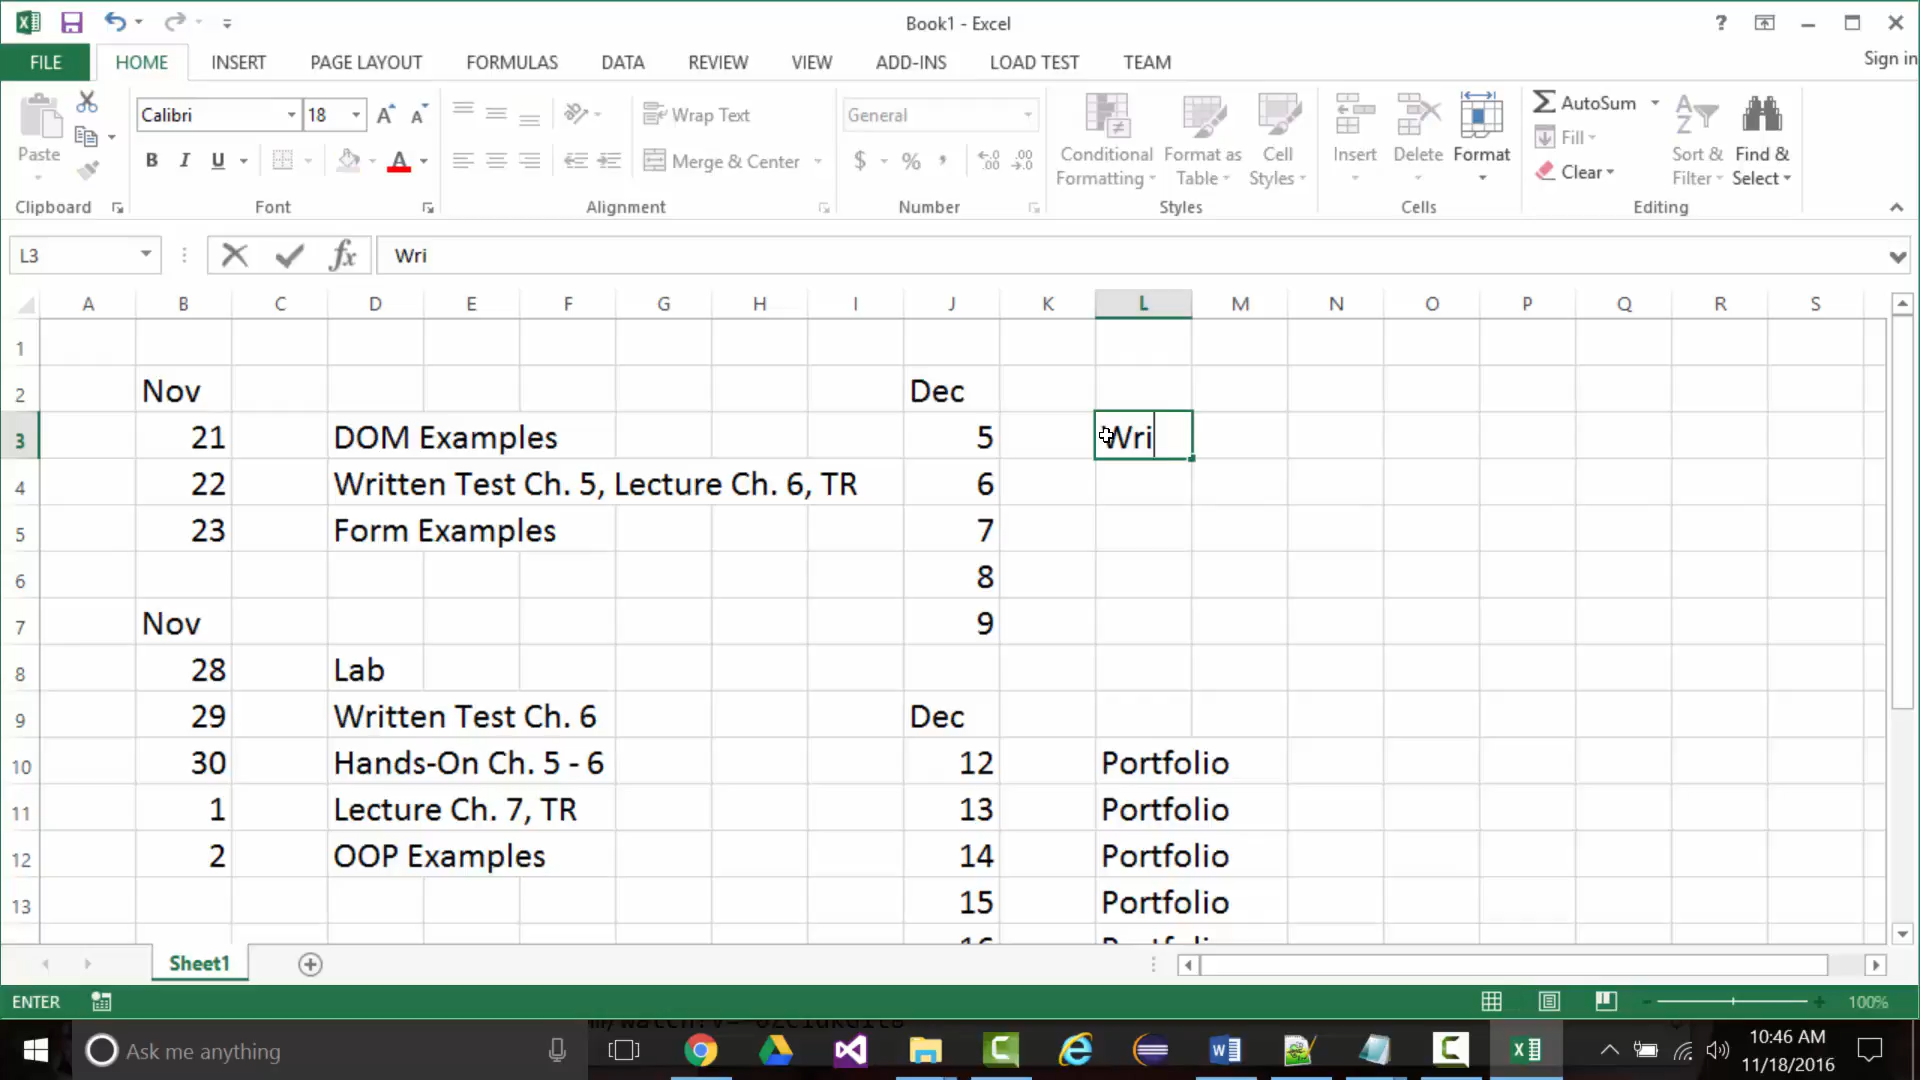 Book1 - Excel
Sign in
FILE HOME INSERT PAGE LAYOUT FORMULAS DATA REVIEW VIEW ADD-INS LOAD TEST TEAM
Calibri 18
Paste
B I U A
Wrap Text
Merge & Center
General
$ % ,
Conditional Formatting
Format as Table
Cell Styles
Insert
Delete
Format
AutoSum
Fill
Clear
Sort & Filter
Find & Select
Clipboard Font Alignment Number Styles Cells Editing
L3 fx Wri
A B C D E F G H I J K L M N O P Q R S
1
2 Nov Dec
3 21 DOM Examples 5 Wri
4 22 Written Test Ch. 5, Lecture Ch. 6, TR 6
5 23 Form Examples 7
6 8
7 Nov 9
8 28 Lab
9 29 Written Test Ch. 6 Dec
10 30 Hands-On Ch. 5 - 6 12 Portfolio
11 1 Lecture Ch. 7, TR 13 Portfolio
12 2 OOP Examples 14 Portfolio
13 15 Portfolio
Sheet1
ENTER 100%
Ask me anything
10:46 AM
11/18/2016